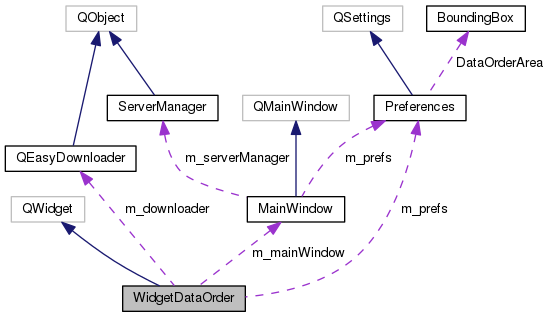 QObject
QSettings
BoundingBox
DataOrderArea
ServerManager
QMainWindow
Preferences
QEasyDownloader
m_serverManager
m_prefs
QWidget
m_downloader
MainWindow
m_prefs
m_mainWindow
WidgetDataOrder